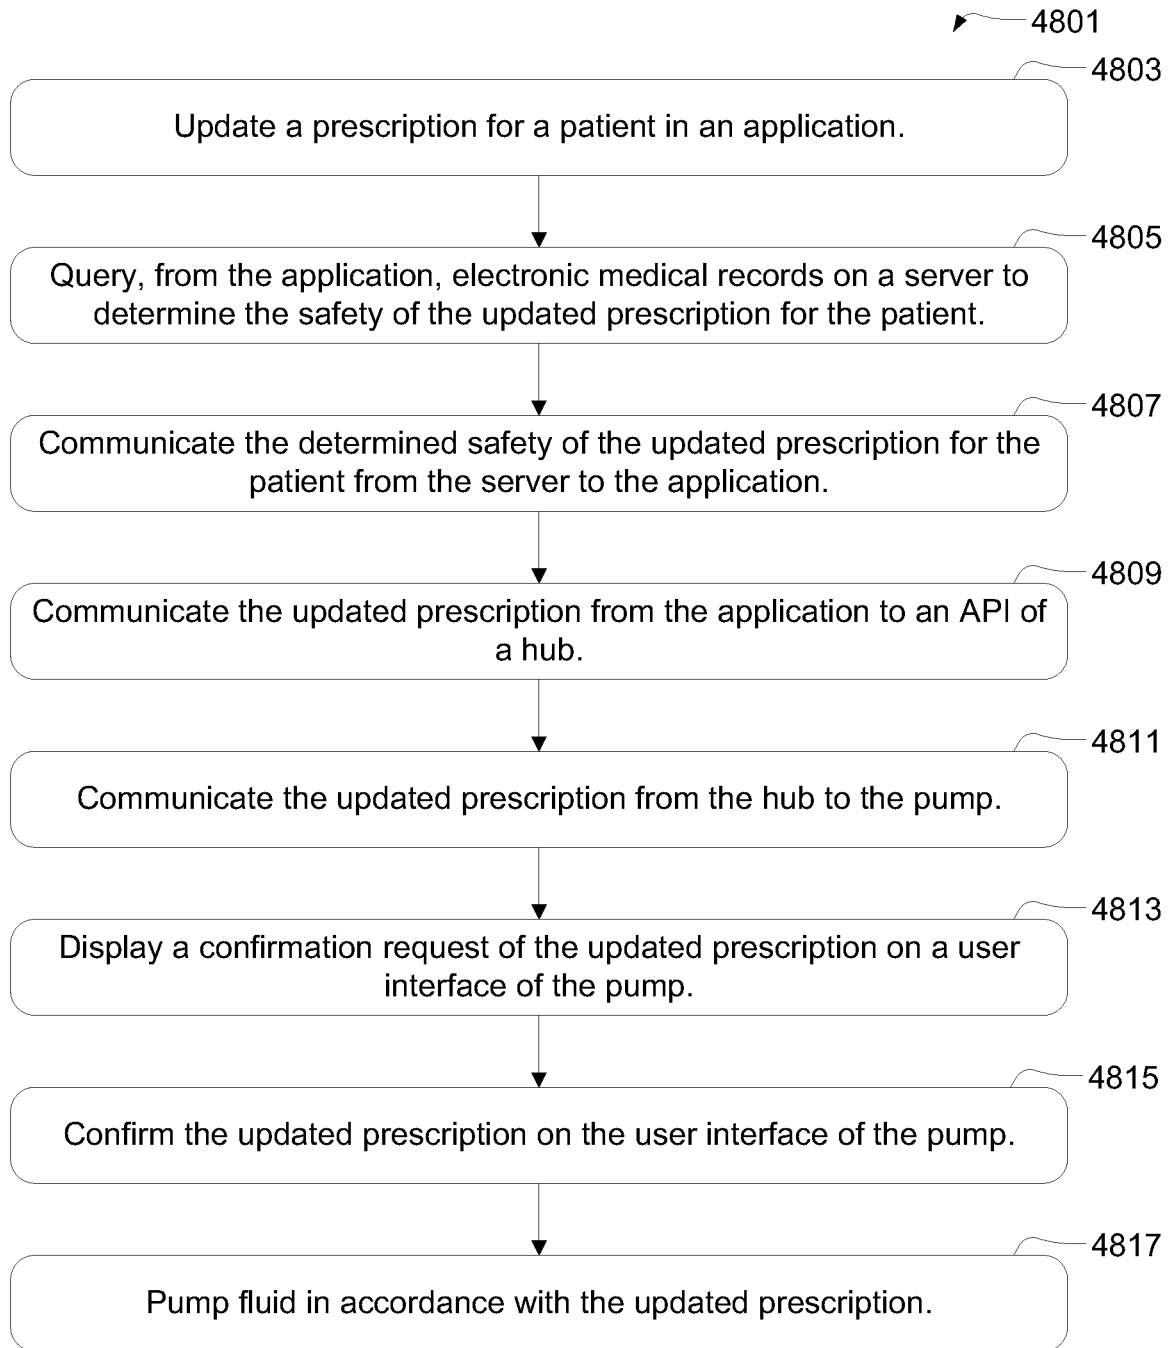 4801
4803
Update a prescription for a patient in an application.
4805
Query, from the application, electronic medical records on a server to
determine the safety of the updated prescription for the patient.
4807
Communicate the determined safety of the updated prescription for the
patient from the server to the application.
4809
Communicate the updated prescription from the application to an API of
a hub.
4811
Communicate the updated prescription from the hub to the pump.
4813
Display a confirmation request of the updated prescription on a user
interface of the pump.
4815
Confirm the updated prescription on the user interface of the pump.
4817
Pump fluid in accordance with the updated prescription.